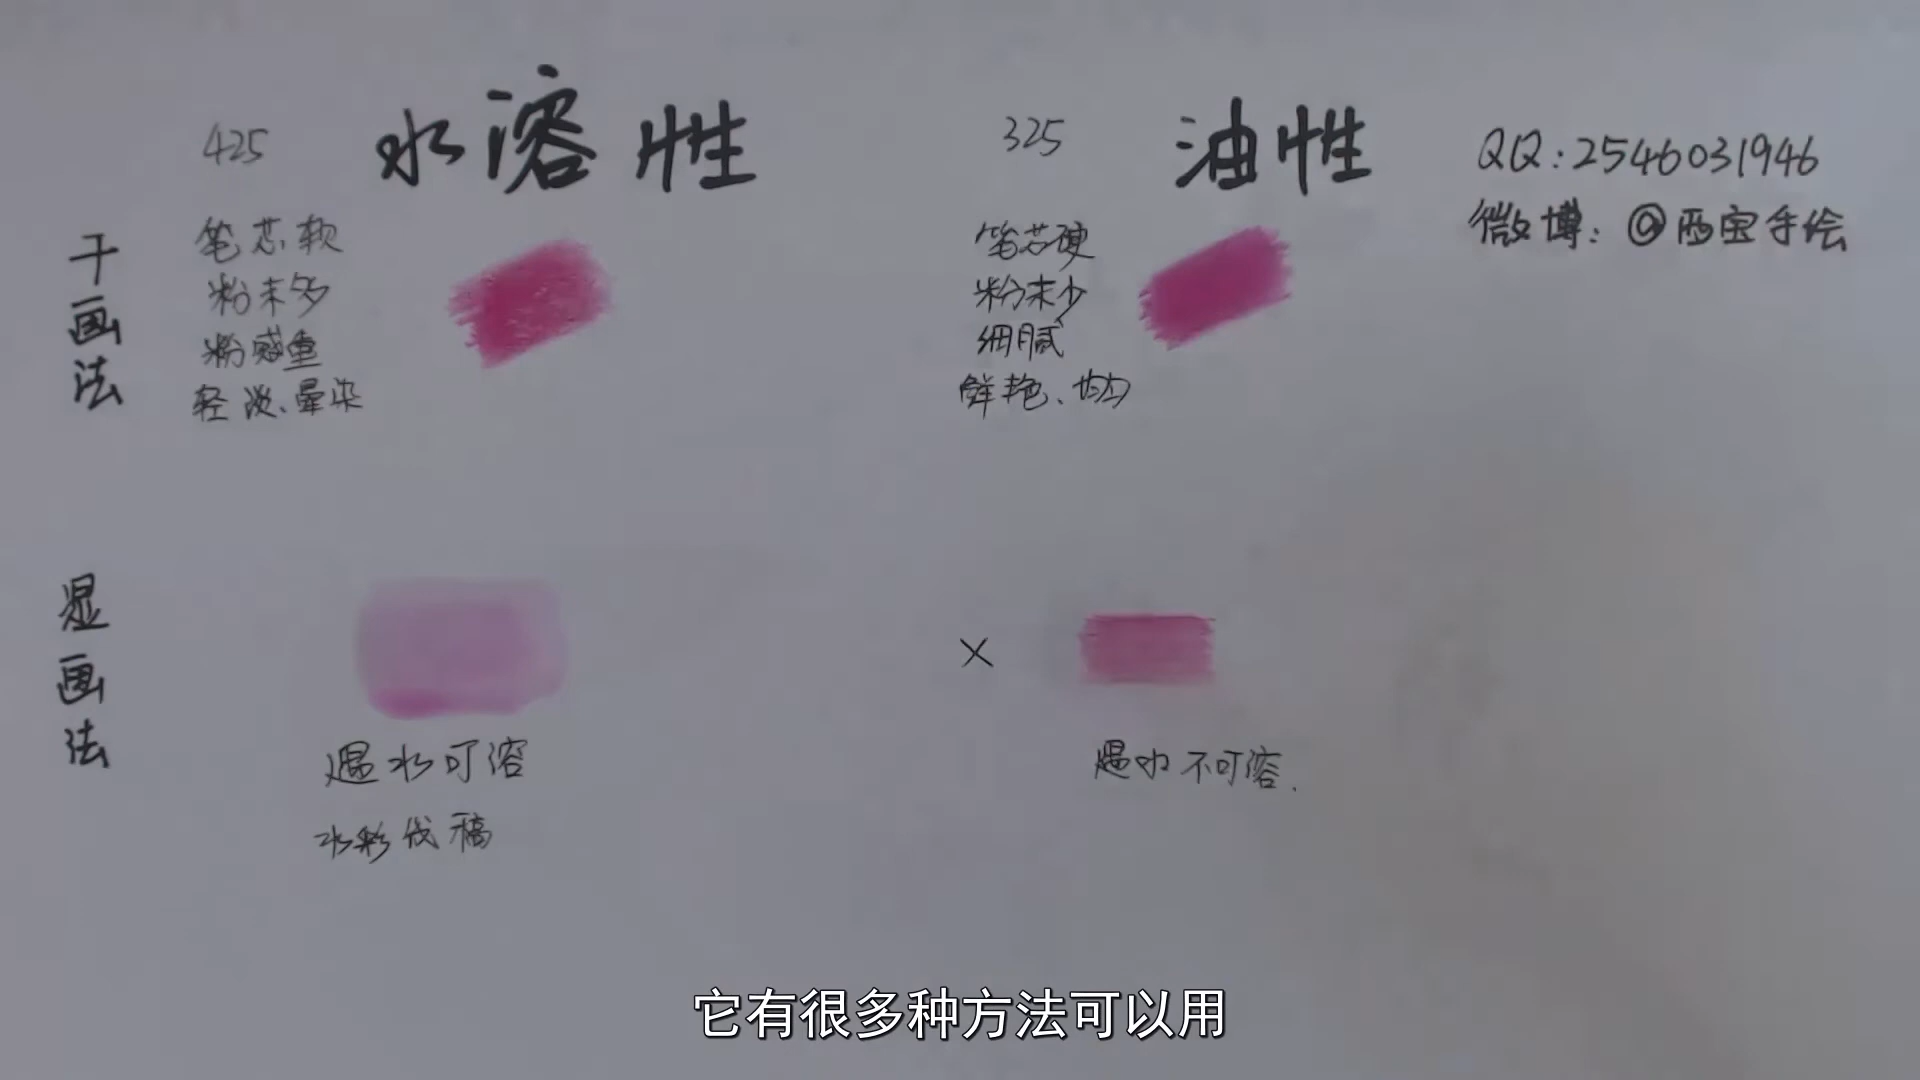 425 水溶性
325 油性
QQ:2546031946
微博:@西宝手绘
干画法
笔芯软
粉末多
粉感重
轻淡、晕染
笔芯硬
粉末少
细腻
鲜艳、均匀
湿画法
遇水可溶
水彩伐稿
×
遇水不可溶.
它有很多种方法可以用